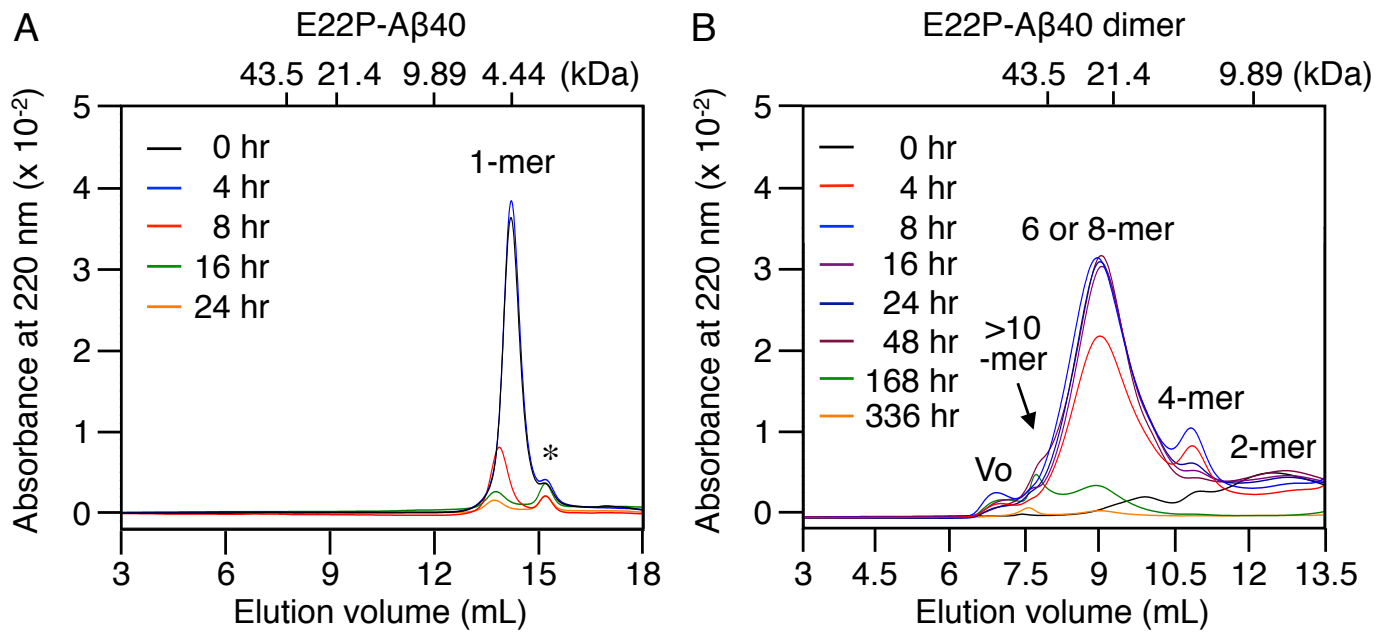 A
E22P-Aβ40
43.5 21.4 9.89 4.44 (kDa)
Absorbance at 220 nm (x 10-2)
5
4
3
2
1
0
0 hr
4 hr
8 hr
16 hr
24 hr
1-mer
*
3 6 9 12 15 18
Elution volume (mL)
B
E22P-Aβ40 dimer
43.5 21.4 9.89 (kDa)
Absorbance at 220 nm (x 10-2)
5
4
3
2
1
0
0 hr
4 hr
8 hr
16 hr
24 hr
48 hr
168 hr
336 hr
6 or 8-mer
>10
-mer
4-mer
2-mer
Vo
3 4.5 6 7.5 9 10.5 12 13.5
Elution volume (mL)